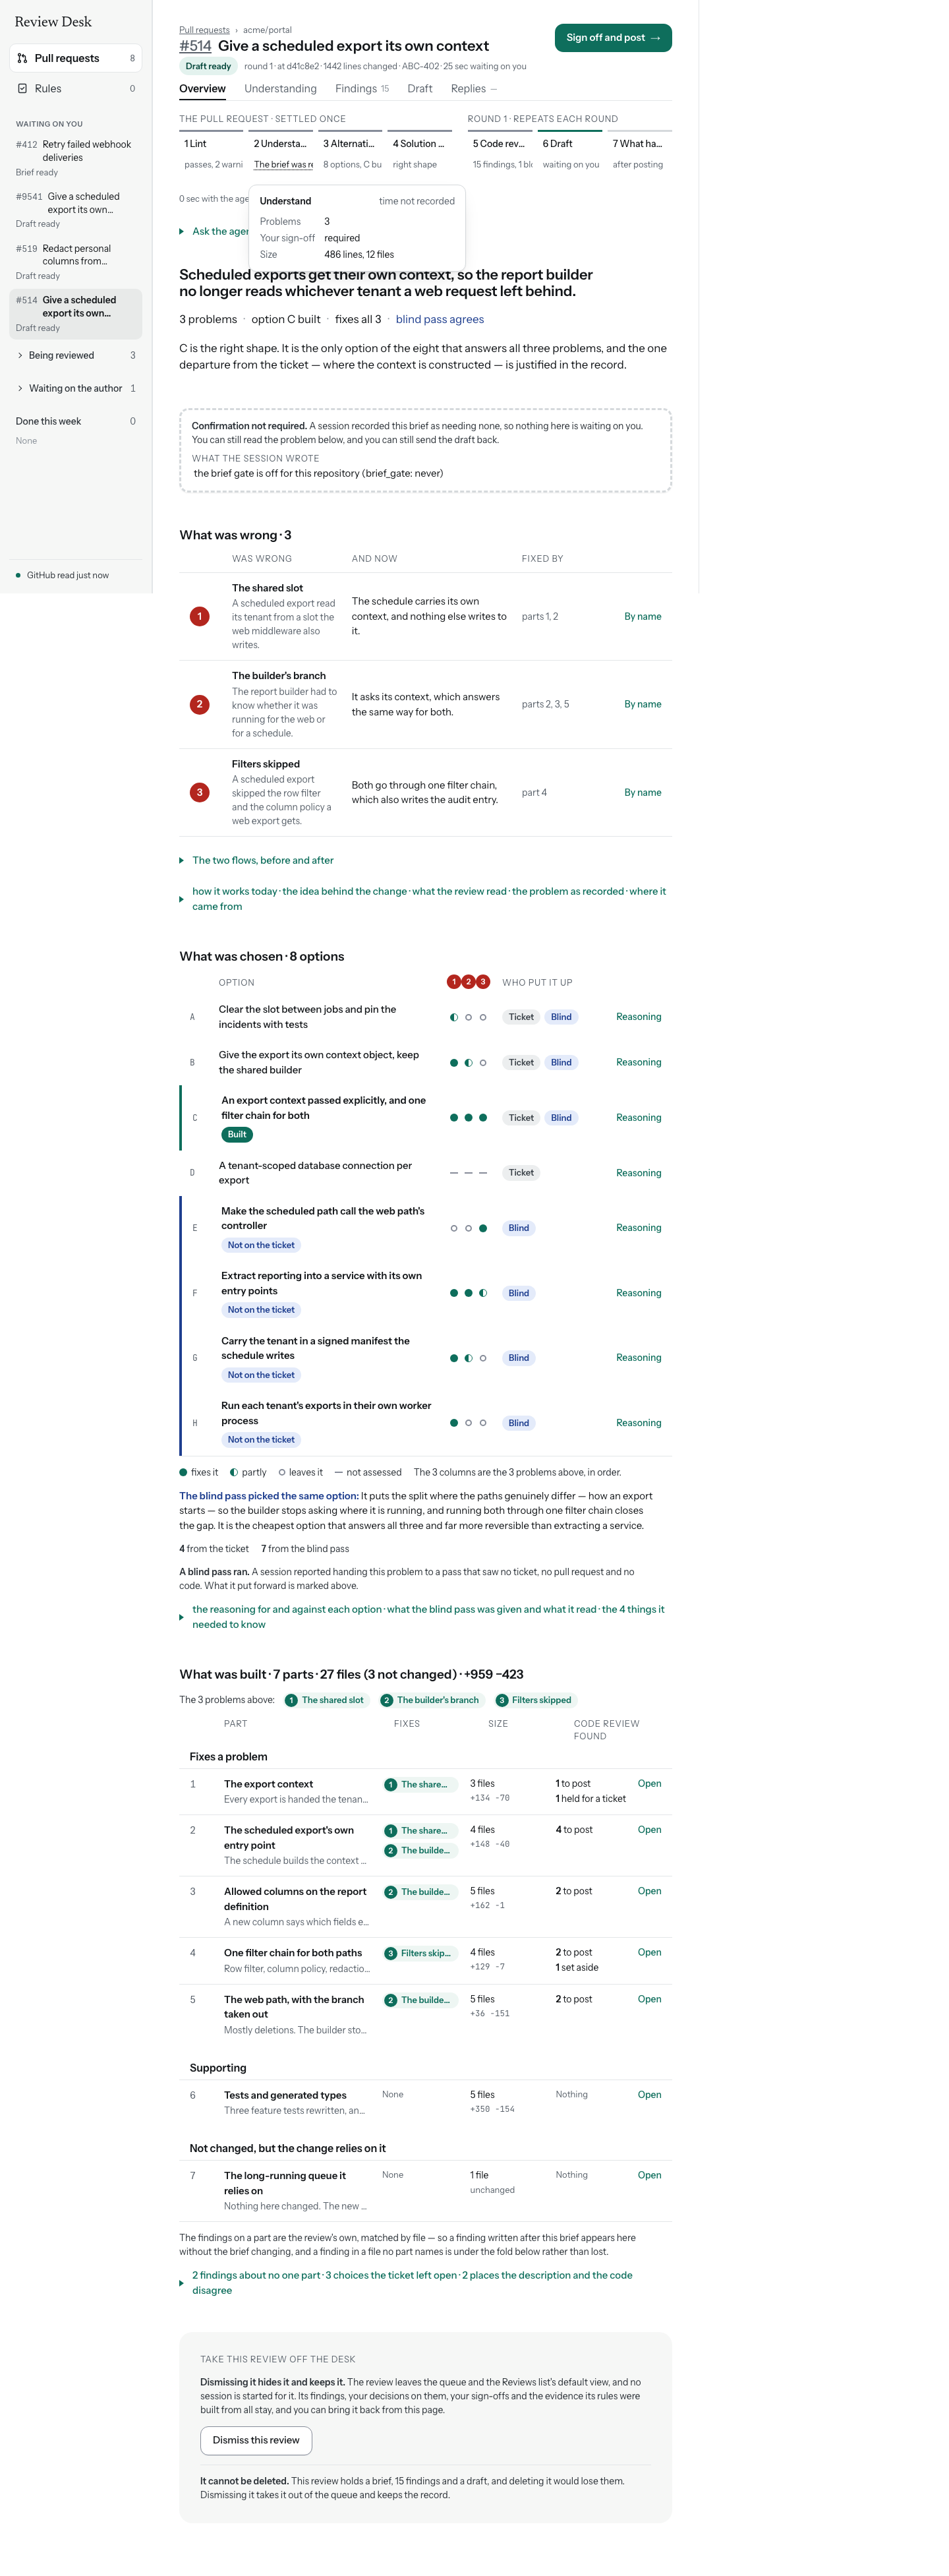 Review Desk
Pull requests 8
Rules 0
WAITING ON YOU
#412 Retry failed webhook
deliveries
Brief ready
#9541 Give a scheduled
export its own…
Draft ready
#519 Redact personal
columns from…
Draft ready
#514 Give a scheduled
export its own…
Draft ready
Being reviewed 3
Waiting on the author 1
Done this week 0
None
GitHub read just now
Pull requests › acme/portal
#514 Give a scheduled export its own context
Sign off and post →
Draft ready round 1 · at d41c8e2 · 1442 lines changed · ABC-402 · 25 sec waiting on you
Overview Understanding Findings 15 Draft Replies —
THE PULL REQUEST · SETTLED ONCE
ROUND 1 · REPEATS EACH ROUND
1 Lint 2 Understa… 3 Alternati… 4 Solution … 5 Code rev… 6 Draft 7 What ha…
passes, 2 warni The brief was re 8 options, C bu right shape 15 findings, 1 blo waiting on you after posting
0 sec with the age
Understand time not recorded
Problems 3
Your sign-off required
Size 486 lines, 12 files
Ask the agen
Scheduled exports get their own context, so the report builder
no longer reads whichever tenant a web request left behind.
3 problems · option C built · fixes all 3 · blind pass agrees
C is the right shape. It is the only option of the eight that answers all three problems, and the one
departure from the ticket — where the context is constructed — is justified in the record.
Confirmation not required. A session recorded this brief as needing none, so nothing here is waiting on you.
You can still read the problem below, and you can still send the draft back.
WHAT THE SESSION WROTE
the brief gate is off for this repository (brief_gate: never)
What was wrong · 3
WAS WRONG AND NOW FIXED BY
1
The shared slot
A scheduled export read
its tenant from a slot the
web middleware also
writes.
The schedule carries its own
context, and nothing else writes to
it.
parts 1, 2
By name
2
The builder's branch
The report builder had to
know whether it was
running for the web or
for a schedule.
It asks its context, which answers
the same way for both.
parts 2, 3, 5
By name
3
Filters skipped
A scheduled export
skipped the row filter
and the column policy a
web export gets.
Both go through one filter chain,
which also writes the audit entry.
part 4
By name
The two flows, before and after
how it works today · the idea behind the change · what the review read · the problem as recorded · where it
came from
What was chosen · 8 options
OPTION 1 2 3 WHO PUT IT UP
A Clear the slot between jobs and pin the
incidents with tests
Ticket Blind Reasoning
B Give the export its own context object, keep
the shared builder
Ticket Blind Reasoning
C An export context passed explicitly, and one
filter chain for both
Built
Ticket Blind Reasoning
D A tenant-scoped database connection per
export
— — — Ticket Reasoning
E Make the scheduled path call the web path's
controller
Not on the ticket
Blind Reasoning
F Extract reporting into a service with its own
entry points
Not on the ticket
Blind Reasoning
G Carry the tenant in a signed manifest the
schedule writes
Not on the ticket
Blind Reasoning
H Run each tenant's exports in their own worker
process
Not on the ticket
Blind Reasoning
fixes it partly leaves it — not assessed The 3 columns are the 3 problems above, in order.
The blind pass picked the same option: It puts the split where the paths genuinely differ — how an export
starts — so the builder stops asking where it is running, and running both through one filter chain closes
the gap. It is the cheapest option that answers all three and far more reversible than extracting a service.
4 from the ticket 7 from the blind pass
A blind pass ran. A session reported handing this problem to a pass that saw no ticket, no pull request and no
code. What it put forward is marked above.
the reasoning for and against each option · what the blind pass was given and what it read · the 4 things it
needed to know
What was built · 7 parts · 27 files (3 not changed) · +959 −423
The 3 problems above: 1 The shared slot 2 The builder's branch 3 Filters skipped
PART FIXES SIZE CODE REVIEW
FOUND
Fixes a problem
1 The export context
Every export is handed the tenan…
1 The share…
3 files
+134 -70
1 to post
1 held for a ticket
Open
2 The scheduled export's own
entry point
The schedule builds the context …
1 The share…
2 The builde…
4 files
+148 -40
4 to post
Open
3 Allowed columns on the report
definition
A new column says which fields e…
2 The builde…
5 files
+162 -1
2 to post
Open
4 One filter chain for both paths
Row filter, column policy, redactio…
3 Filters skip…
4 files
+129 -7
2 to post
1 set aside
Open
5 The web path, with the branch
taken out
Mostly deletions. The builder sto…
2 The builde…
5 files
+36 -151
2 to post
Open
Supporting
6 Tests and generated types
Three feature tests rewritten, an…
None
5 files
+350 -154
Nothing
Open
Not changed, but the change relies on it
7 The long-running queue it
relies on
Nothing here changed. The new …
None
1 file
unchanged
Nothing
Open
The findings on a part are the review's own, matched by file — so a finding written after this brief appears here
without the brief changing, and a finding in a file no part names is under the fold below rather than lost.
2 findings about no one part · 3 choices the ticket left open · 2 places the description and the code
disagree
TAKE THIS REVIEW OFF THE DESK
Dismissing it hides it and keeps it. The review leaves the queue and the Reviews list's default view, and no
session is started for it. Its findings, your decisions on them, your sign-offs and the evidence its rules were
built from all stay, and you can bring it back from this page.
Dismiss this review
It cannot be deleted. This review holds a brief, 15 findings and a draft, and deleting it would lose them.
Dismissing it takes it out of the queue and keeps the record.